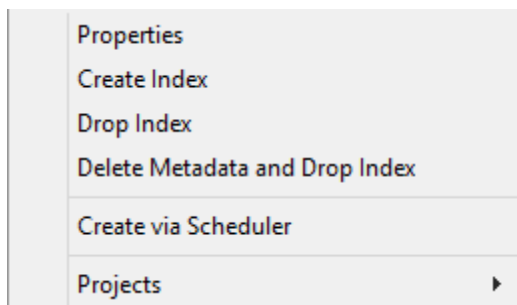 Properties
Create Index
Drop Index
Delete Metadata and Drop Index
Create via Scheduler
Projects